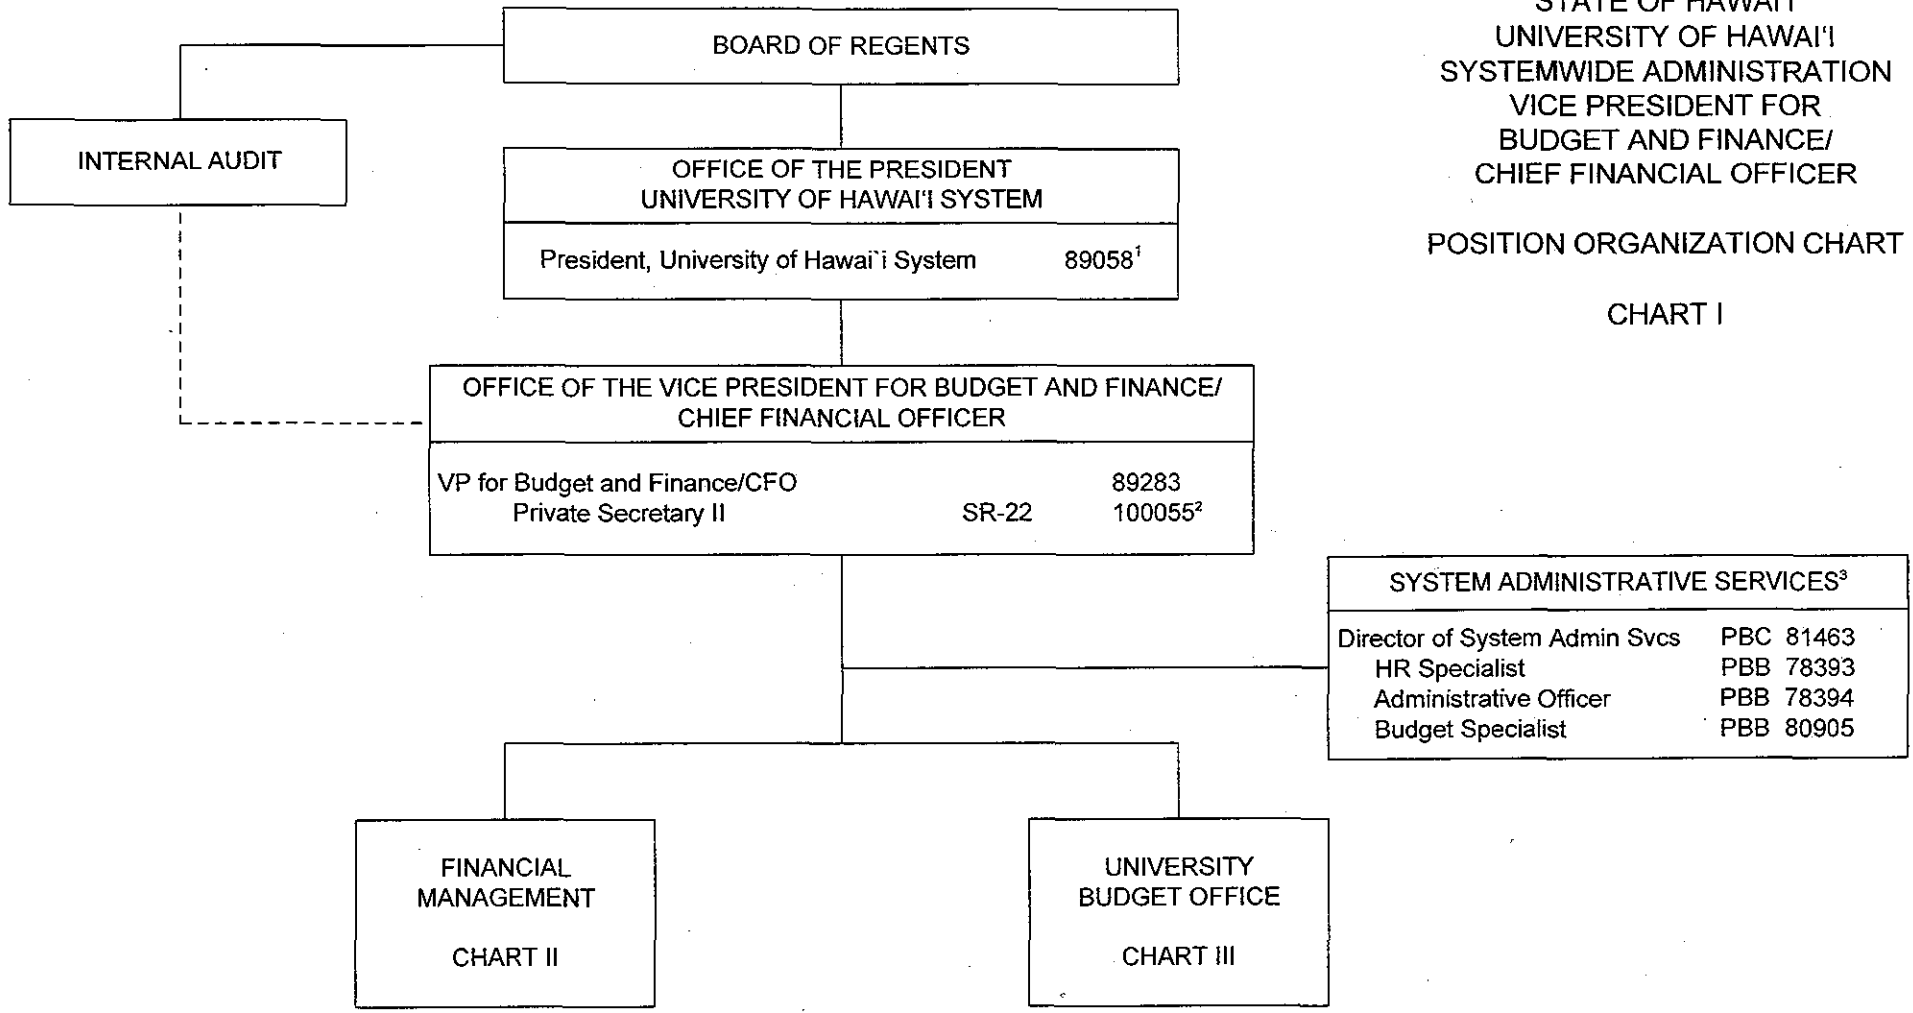 STATE OF HAWAI'I
UNIVERSITY OF HAWAI'I
SYSTEMWIDE ADMINISTRATION
VICE PRESIDENT FOR
BUDGET AND FINANCE/
CHIEF FINANCIAL OFFICER
POSITION ORGANIZATION CHART
CHART I
BOARD OF REGENTS
INTERNAL AUDIT
OFFICE OF THE PRESIDENT
UNIVERSITY OF HAWAI'I SYSTEM
President, University of Hawai`i System 89058¹
OFFICE OF THE VICE PRESIDENT FOR BUDGET AND FINANCE/
CHIEF FINANCIAL OFFICER
VP for Budget and Finance/CFO 89283
Private Secretary II SR-22 100055²
SYSTEM ADMINISTRATIVE SERVICES³
Director of System Admin Svcs PBC 81463
HR Specialist PBB 78393
Administrative Officer PBB 78394
Budget Specialist PBB 80905
FINANCIAL
MANAGEMENT
CHART II
UNIVERSITY
BUDGET OFFICE
CHART III